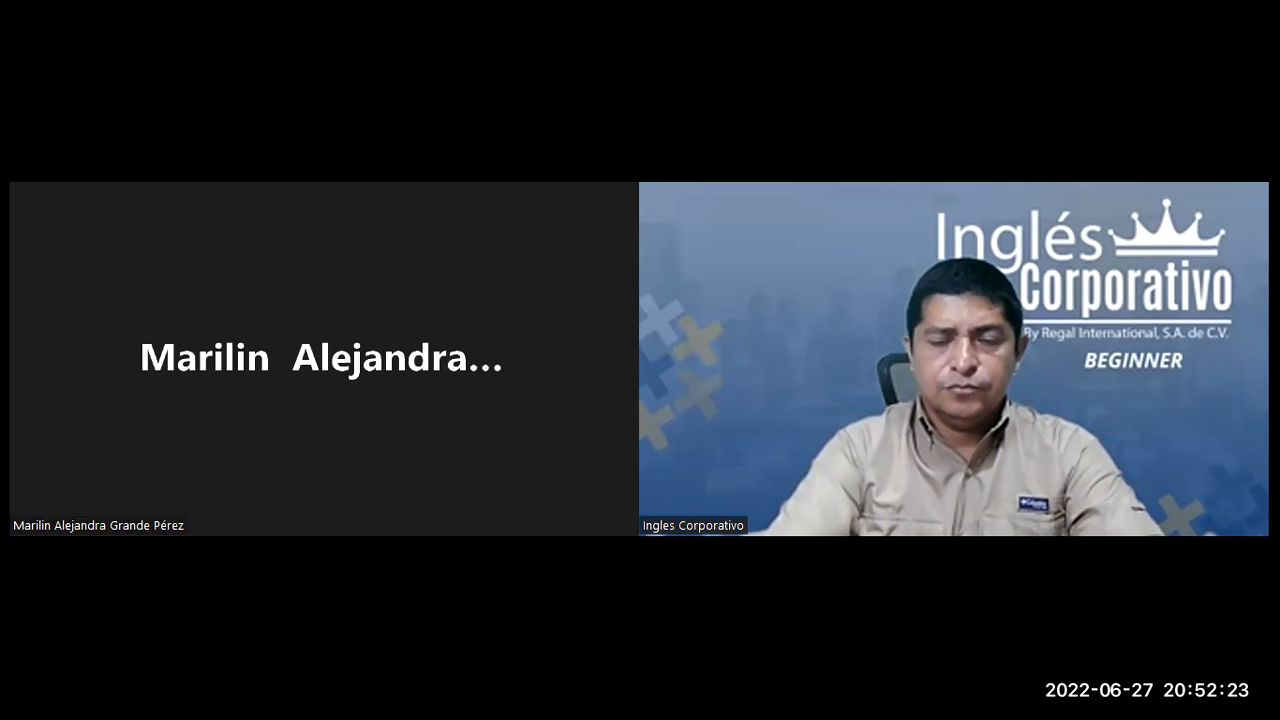 Marilin Alejandra...
Marilin Alejandra Grande Pérez
Inglés
Corporativo
By Regal International, S.A. de C.V.
BEGINNER
Columbia
Ingles Corporativo
2022-06-27 20:52:23